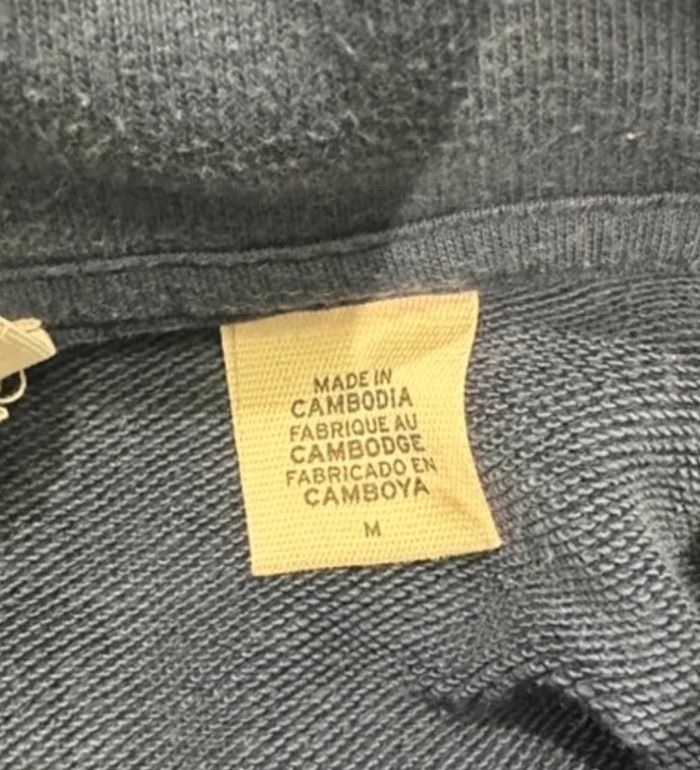 MADE IN
CAMBODIA
FABRIQUE AU
CAMBODGE
FABRICADO EN
CAMBOYA
M